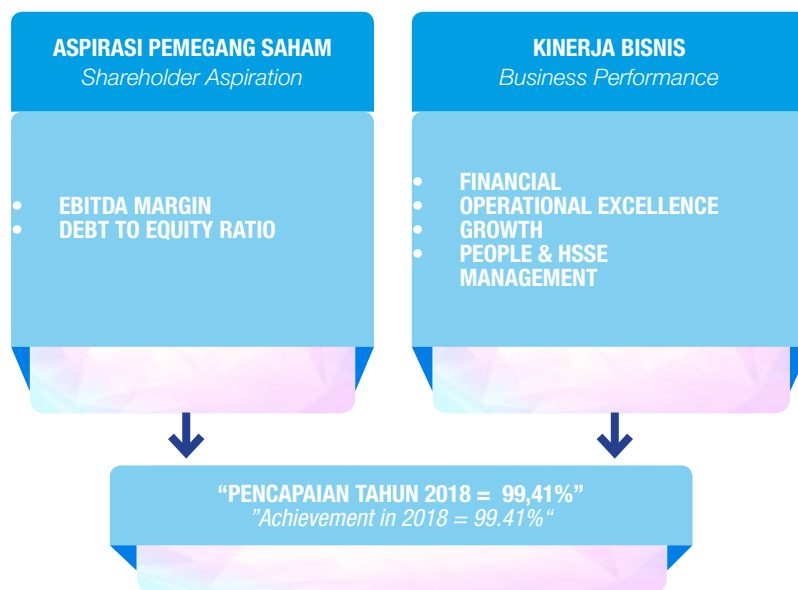 ASPIRASI PEMEGANG SAHAM
Shareholder Aspiration
• EBITDA MARGIN
• DEBT TO EQUITY RATIO
KINERJA BISNIS
Business Performance
• FINANCIAL
• OPERATIONAL EXCELLENCE
• GROWTH
• PEOPLE & HSSE
MANAGEMENT
“PENCAPAIAN TAHUN 2018 = 99,41%”
”Achievement in 2018 = 99.41%“